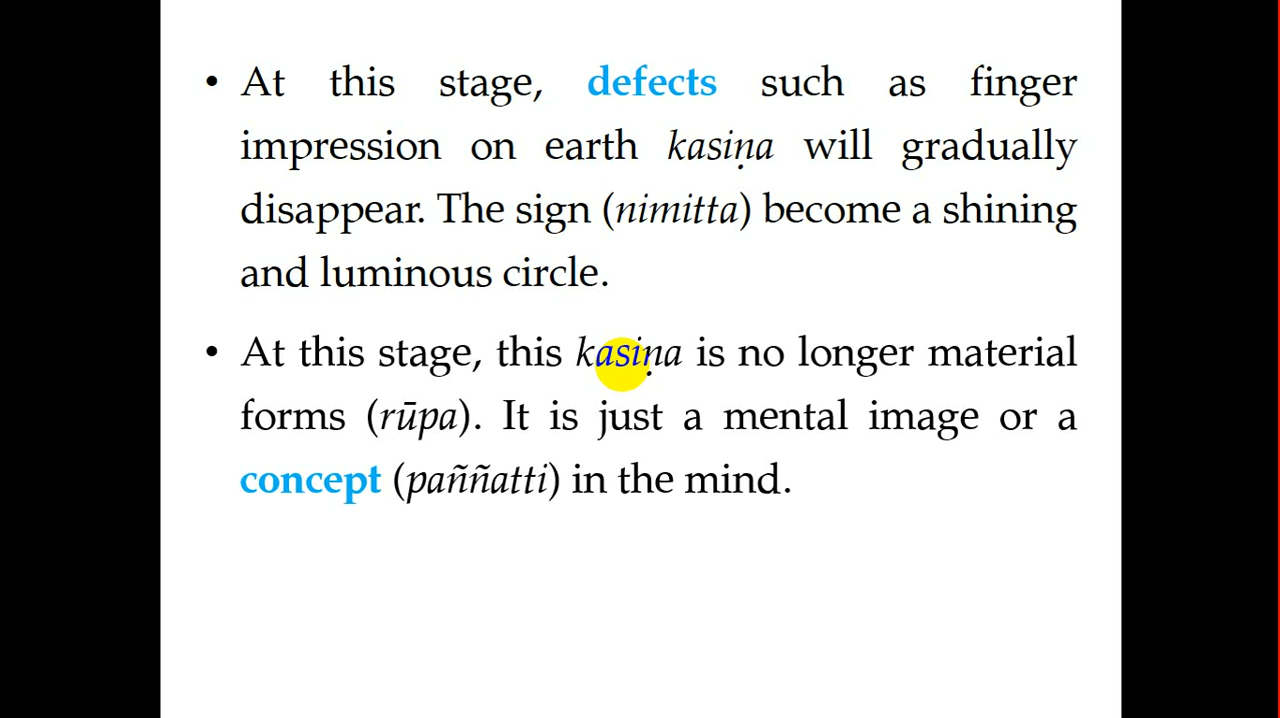 • At this stage, defects such as finger
impression on earth kasiṇa will gradually
disappear. The sign (nimitta) become a shining
and luminous circle.
• At this stage, this kasiṇa is no longer material
forms (rūpa). It is just a mental image or a
concept (paññatti) in the mind.